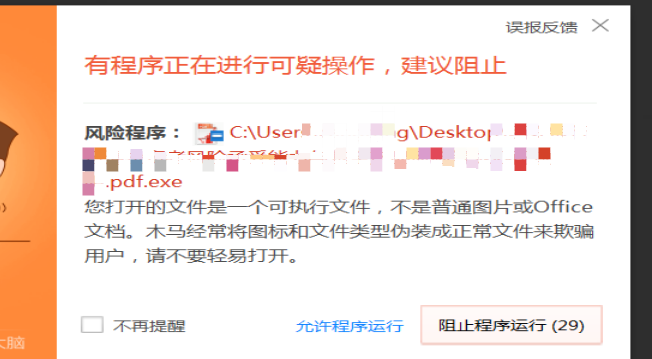 误报反馈
有程序正在进行可疑操作，建议阻止
风险程序： C:\User ng\Desktop
.pdf.exe
您打开的文件是一个可执行文件，不是普通图片或Office
文档。木马经常将图标和文件类型伪装成正常文件来欺骗
用户，请不要轻易打开。
不再提醒 允许程序运行 阻止程序运行 (29)
大脑